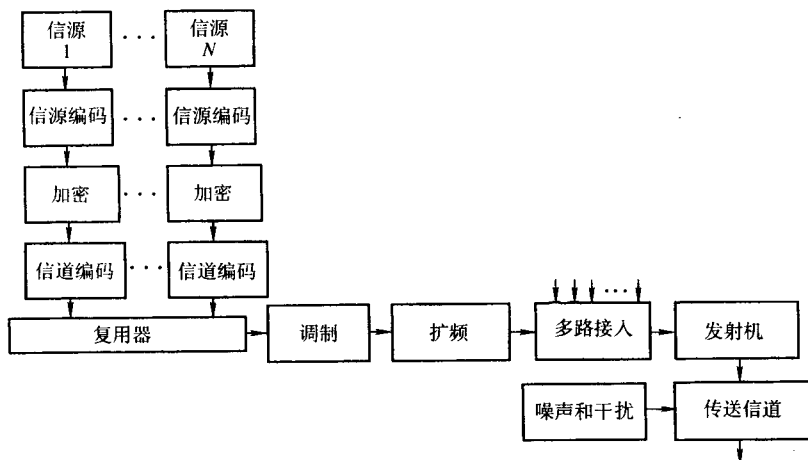 信源
1
· · ·
信源
N
信源编码
· · ·
信源编码
加密
· · ·
加密
信道编码
· · ·
信道编码
复用器
调制
扩频
· · ·
多路接入
发射机
噪声和干扰
传送信道